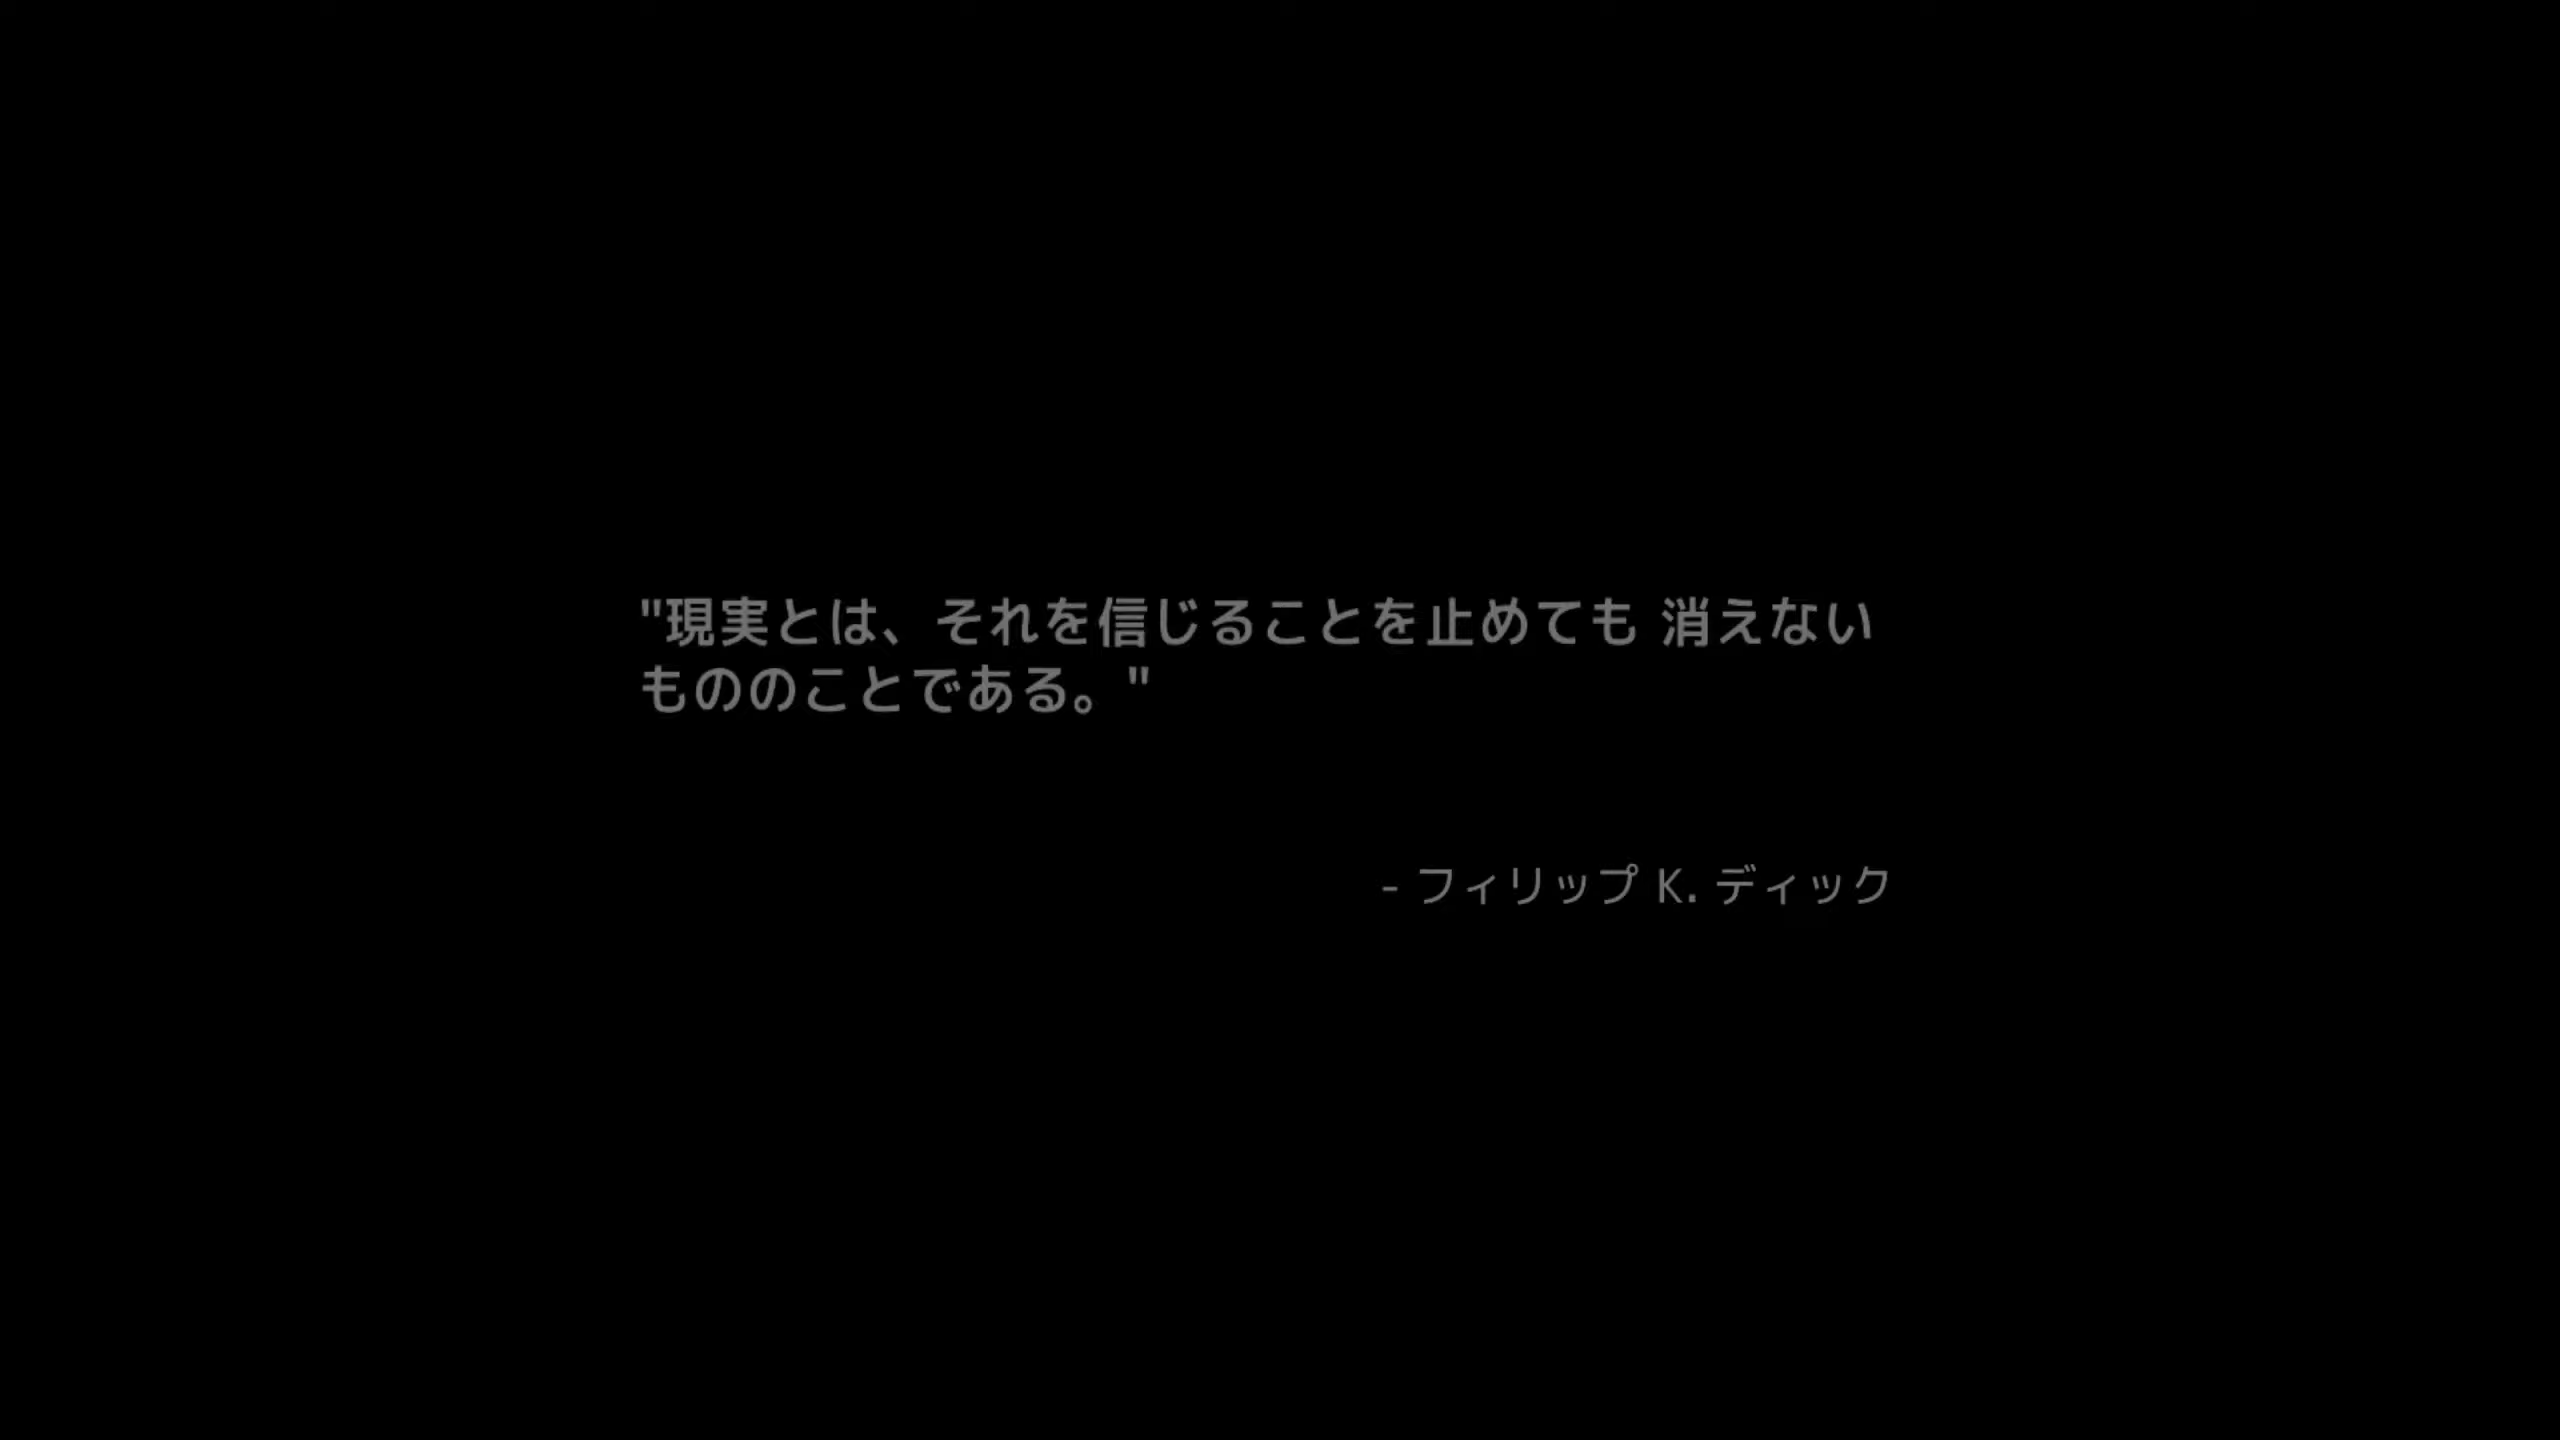 "現実とは、それを信じることを止めても 消えない
もののことである。"
- フィリップ K. ディック